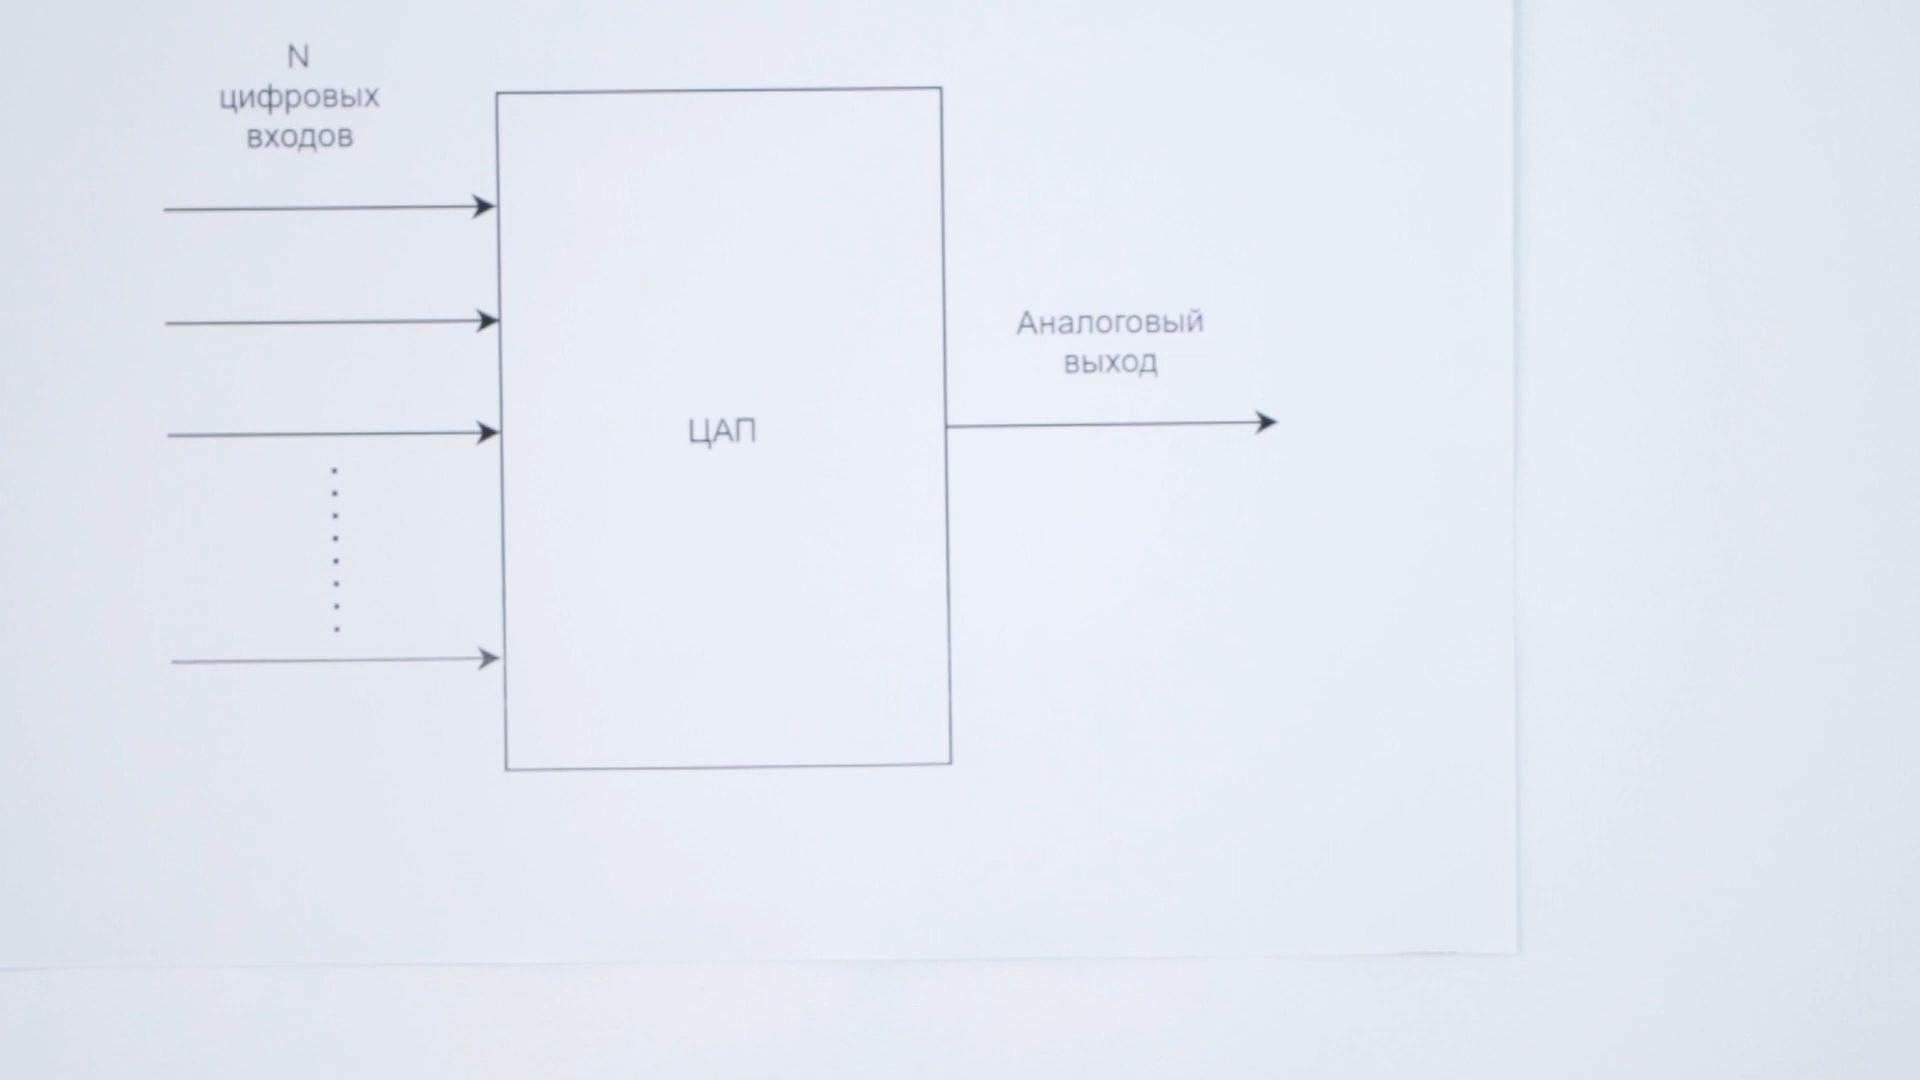 N
цифровых
входов
Аналоговый
выход
ЦАП